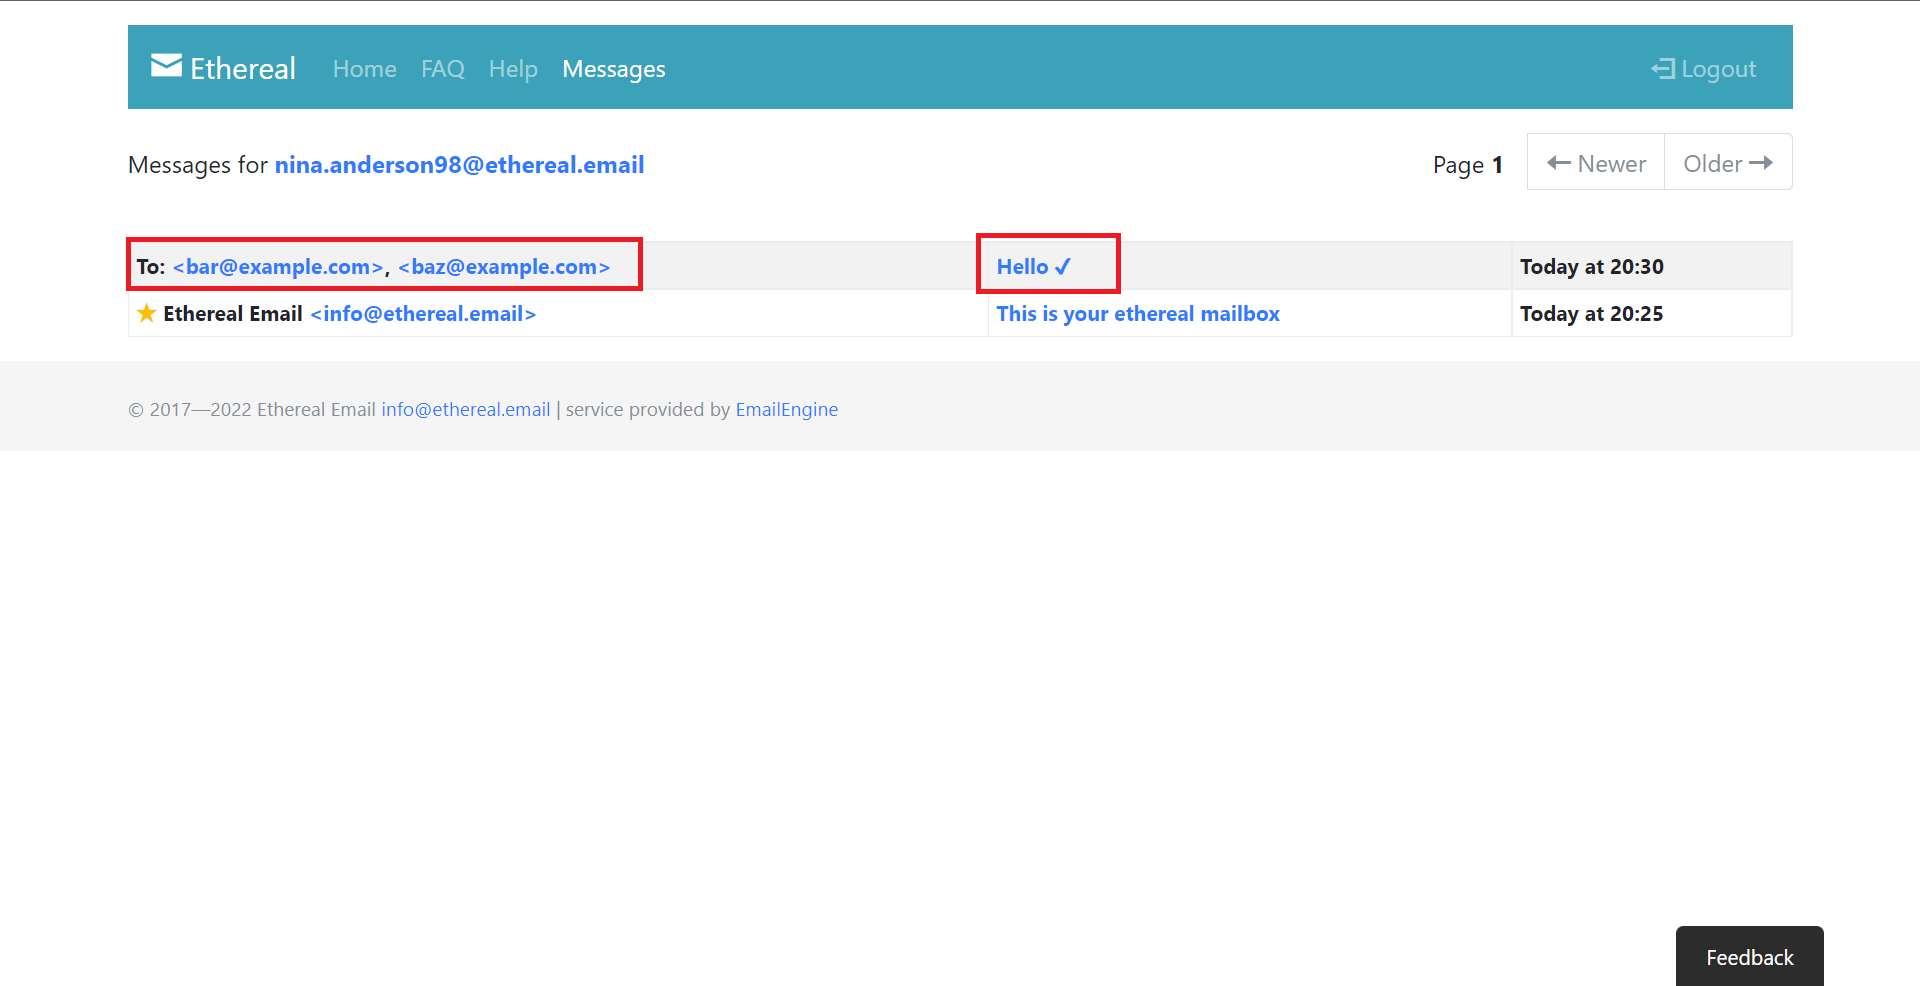 Ethereal Home FAQ Help Messages Logout
Messages for nina.anderson98@ethereal.email Page 1 Newer Older
To: <bar@example.com>, <baz@example.com> Hello ✓ Today at 20:30
Ethereal Email <info@ethereal.email> This is your ethereal mailbox Today at 20:25
© 2017—2022 Ethereal Email info@ethereal.email | service provided by EmailEngine
Feedback